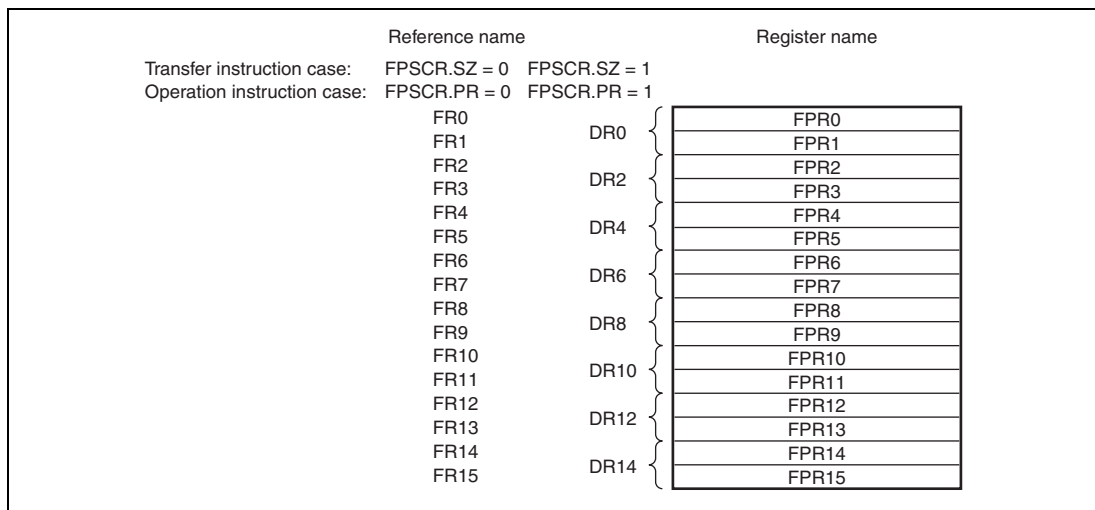 Reference name Register name
Transfer instruction case: FPSCR.SZ = 0 FPSCR.SZ = 1
Operation instruction case: FPSCR.PR = 0 FPSCR.PR = 1
FR0 DR0 FPR0
FR1 FPR1
FR2 DR2 FPR2
FR3 FPR3
FR4 DR4 FPR4
FR5 FPR5
FR6 DR6 FPR6
FR7 FPR7
FR8 DR8 FPR8
FR9 FPR9
FR10 DR10 FPR10
FR11 FPR11
FR12 DR12 FPR12
FR13 FPR13
FR14 DR14 FPR14
FR15 FPR15